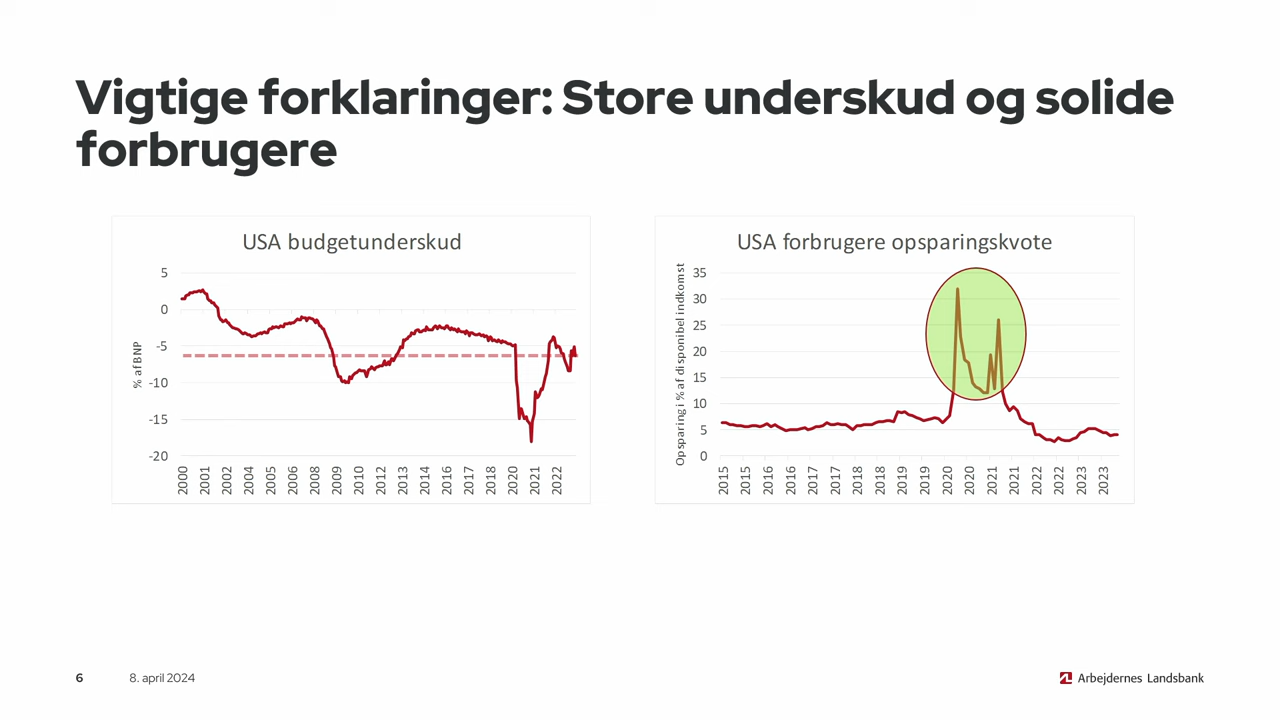 Vigtige forklaringer: Store underskud og solide
forbrugere
USA budgetunderskud
% af BNP
5
0
-5
-10
-15
-20
2000 2001 2002 2004 2005 2006 2008 2009 2010 2012 2013 2014 2016 2017 2018 2020 2021 2022
USA forbrugere opsparingskvote
Opsparing i % af disponibel indkomst
35
30
25
20
15
10
5
0
2015 2015 2016 2016 2017 2017 2018 2018 2019 2019 2020 2020 2021 2021 2022 2022 2023 2023
6
8. april 2024
Arbejdernes Landsbank